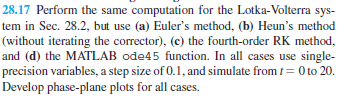 28.17 Perform the same computation for the Lotka-Volterra sys-
tem in Sec. 28.2, but use (a) Euler's method, (b) Heun's method
(without iterating the corrector), (c) the fourth-order RK method,
and (d) the MATLAB ode45 function. In all cases use single-
precision variables, a step size of 0.1, and simulate from t = 0 to 20.
Develop phase-plane plots for all cases.